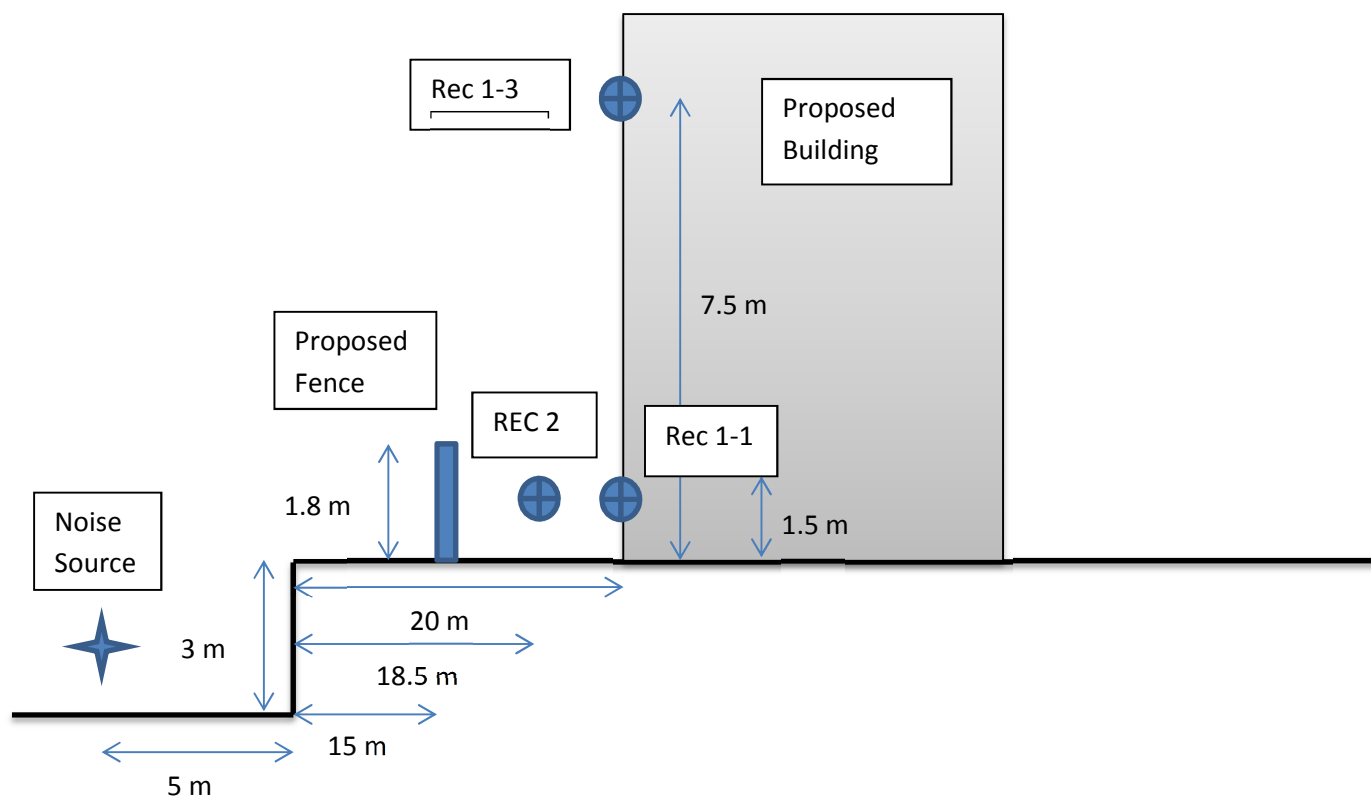 Rec 1-3
Proposed
Building
7.5 m
Proposed
Fence
REC 2
Rec 1-1
1.8 m
1.5 m
Noise
Source
20 m
3 m
18.5 m
15 m
5 m